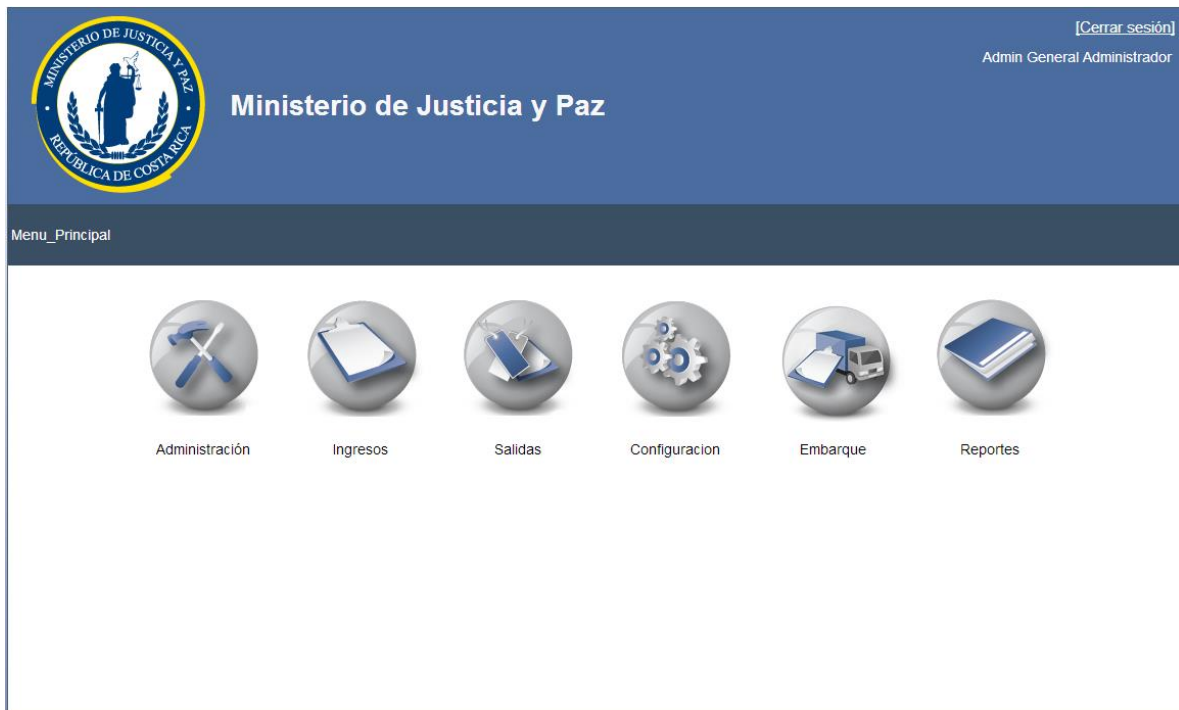 [Cerrar sesión]
Admin General Administrador
MINISTERIO DE JUSTICIA Y PAZ
REPÚBLICA DE COSTA RICA
Ministerio de Justicia y Paz
Menu_Principal
Administración
Ingresos
Salidas
Configuracion
Embarque
Reportes